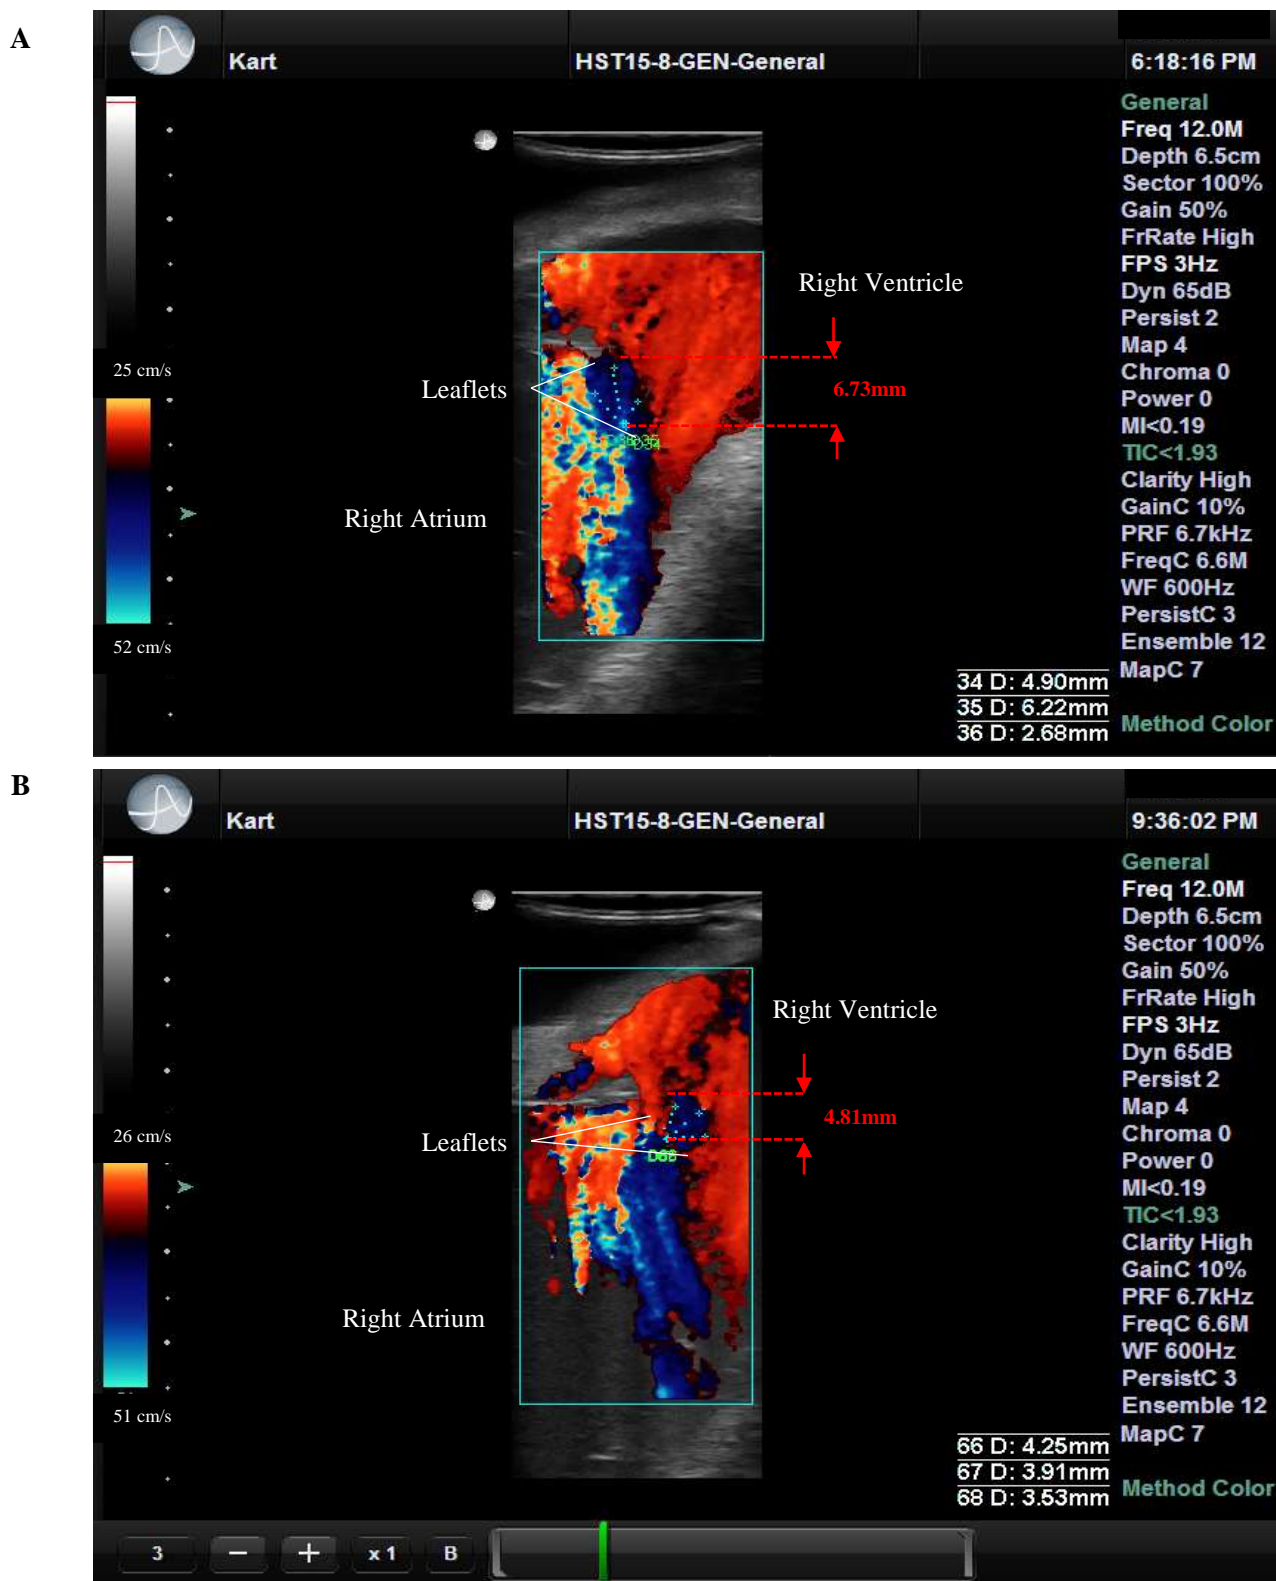 A
Kart
HST15-8-GEN-General
6:18:16 PM
General
Freq 12.0M
Depth 6.5cm
Sector 100%
Gain 50%
FrRate High
FPS 3Hz
Dyn 65dB
Persist 2
Map 4
Chroma 0
Power 0
MI<0.19
TIC<1.93
Clarity High
GainC 10%
PRF 6.7kHz
FreqC 6.6M
WF 600Hz
PersistC 3
Ensemble 12
MapC 7
Method Color
25 cm/s
52 cm/s
Right Ventricle
6.73mm
Leaflets
Right Atrium
34 D: 4.90mm
35 D: 6.22mm
36 D: 2.68mm
B
Kart
HST15-8-GEN-General
9:36:02 PM
General
Freq 12.0M
Depth 6.5cm
Sector 100%
Gain 50%
FrRate High
FPS 3Hz
Dyn 65dB
Persist 2
Map 4
Chroma 0
Power 0
MI<0.19
TIC<1.93
Clarity High
GainC 10%
PRF 6.7kHz
FreqC 6.6M
WF 600Hz
PersistC 3
Ensemble 12
MapC 7
Method Color
26 cm/s
51 cm/s
Right Ventricle
4.81mm
Leaflets
Right Atrium
66 D: 4.25mm
67 D: 3.91mm
68 D: 3.53mm
3
x 1
B